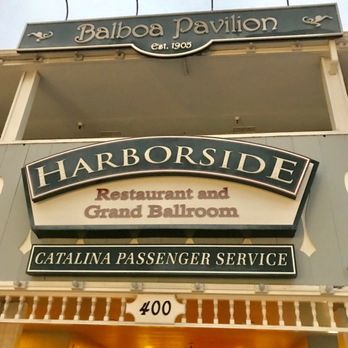 Balboa Pavilion
Est. 1905
HARBORSIDE
Restaurant and
Grand Ballroom
CATALINA PASSENGER SERVICE
400